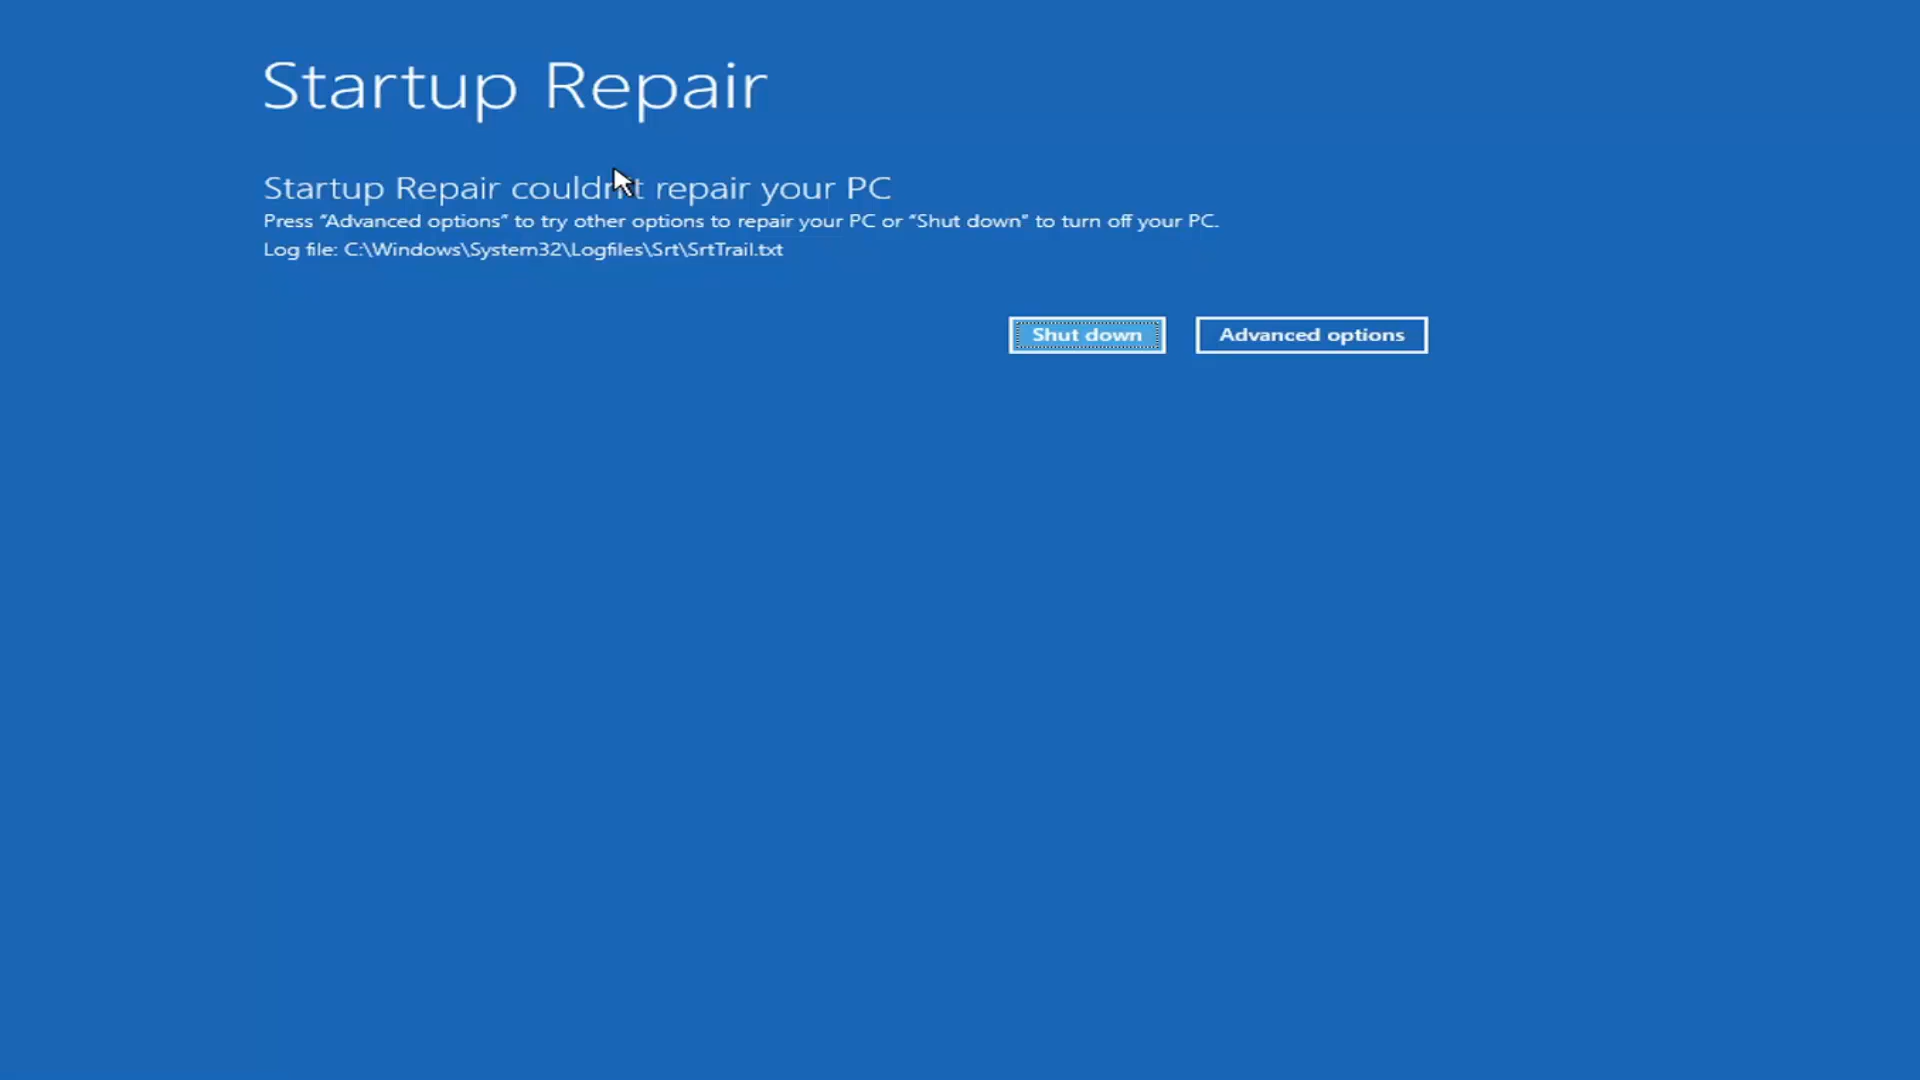 Startup Repair
Startup Repair couldn't repair your PC
Press “Advanced options” to try other options to repair your PC or “Shut down” to turn off your PC.
Log file: C:\Windows\System32\Logfiles\Srt\SrtTrail.txt
Shut down Advanced options